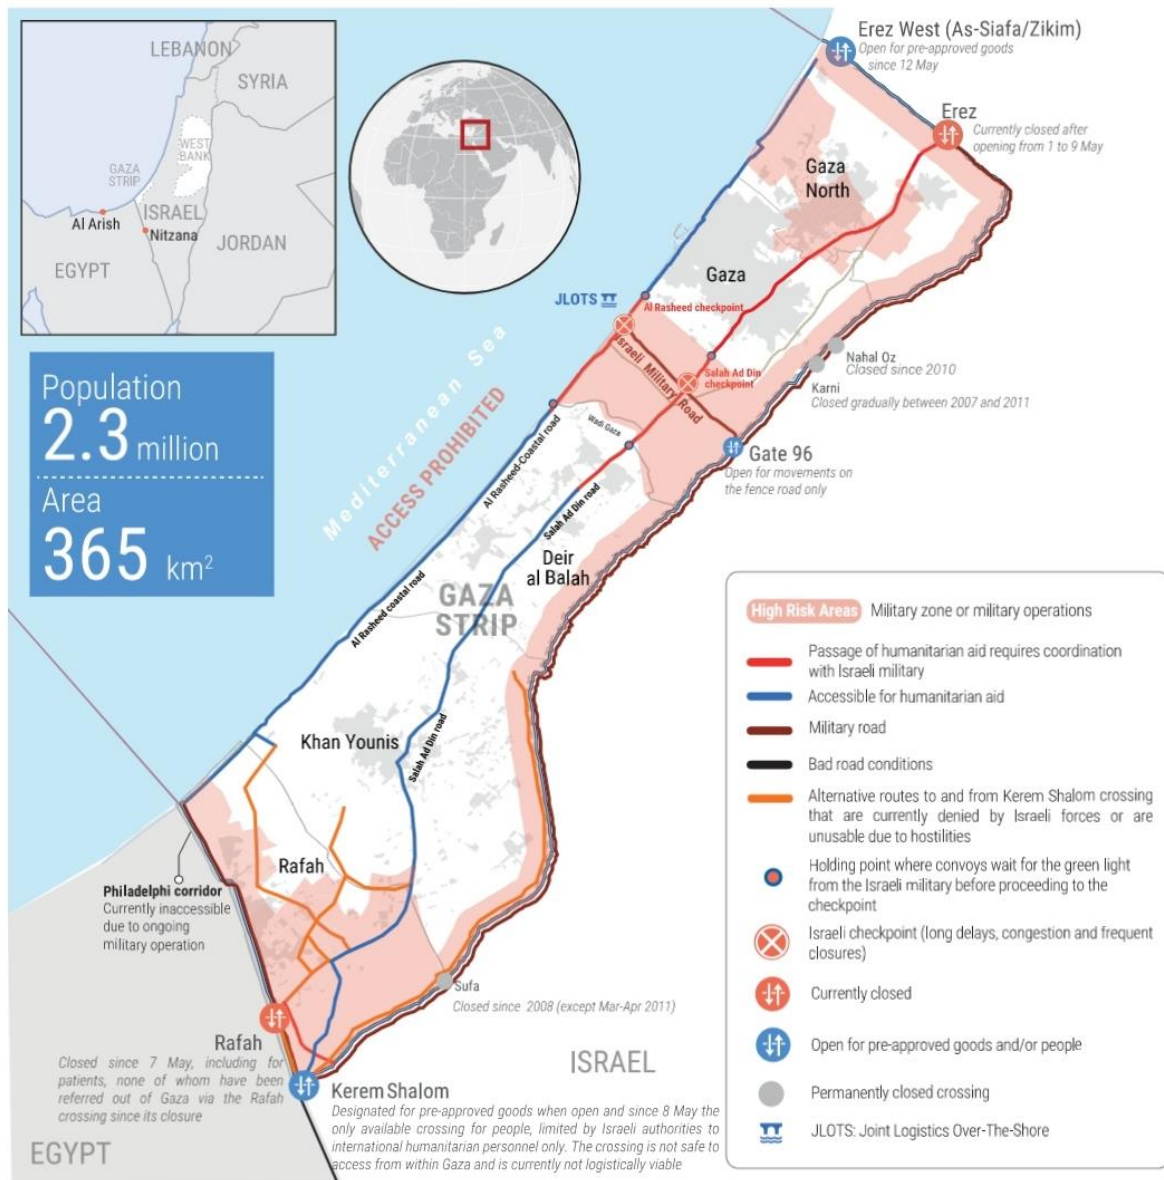 LEBANON
SYRIA
WEST
BANK
GAZA
STRIP
ISRAEL
Al Arish
Nitzana
JORDAN
EGYPT
Population
2.3 million
Area
365 km²
Mediterranean Sea
ACCESS PROHIBITED
Erez West (As-Siafa/Zikim)
Open for pre-approved goods
since 12 May
Erez
Currently closed after
opening from 1 to 9 May
Gaza
North
Gaza
JLOTS
Al Rasheed checkpoint
Israeli Military Road
Salah Ad Din
checkpoint
Nahal Oz
Closed since 2010
Karni
Closed gradually between 2007 and 2011
Wadi Gaza
Gate 96
Open for movements on
the fence road only
Al Rasheed-Coastal road
Salah Ad Din road
Deir
al Balah
GAZA
STRIP
Al Rasheed coastal road
Khan Younis
Salah Ad Din road
Rafah
Philadelphi corridor
Currently inaccessible
due to ongoing
military operation
Sufa
Closed since 2008 (except Mar-Apr 2011)
Rafah
Closed since 7 May, including for
patients, none of whom have been
referred out of Gaza via the Rafah
crossing since its closure
ISRAEL
Kerem Shalom
Designated for pre-approved goods when open and since 8 May the
only available crossing for people, limited by Israeli authorities to
international humanitarian personnel only. The crossing is not safe to
access from within Gaza and is currently not logistically viable
EGYPT
High Risk Areas Military zone or military operations
Passage of humanitarian aid requires coordination
with Israeli military
Accessible for humanitarian aid
Military road
Bad road conditions
Alternative routes to and from Kerem Shalom crossing
that are currently denied by Israeli forces or are
unusable due to hostilities
Holding point where convoys wait for the green light
from the Israeli military before proceeding to the
checkpoint
Israeli checkpoint (long delays, congestion and frequent
closures)
Currently closed
Open for pre-approved goods and/or people
Permanently closed crossing
JLOTS: Joint Logistics Over-The-Shore